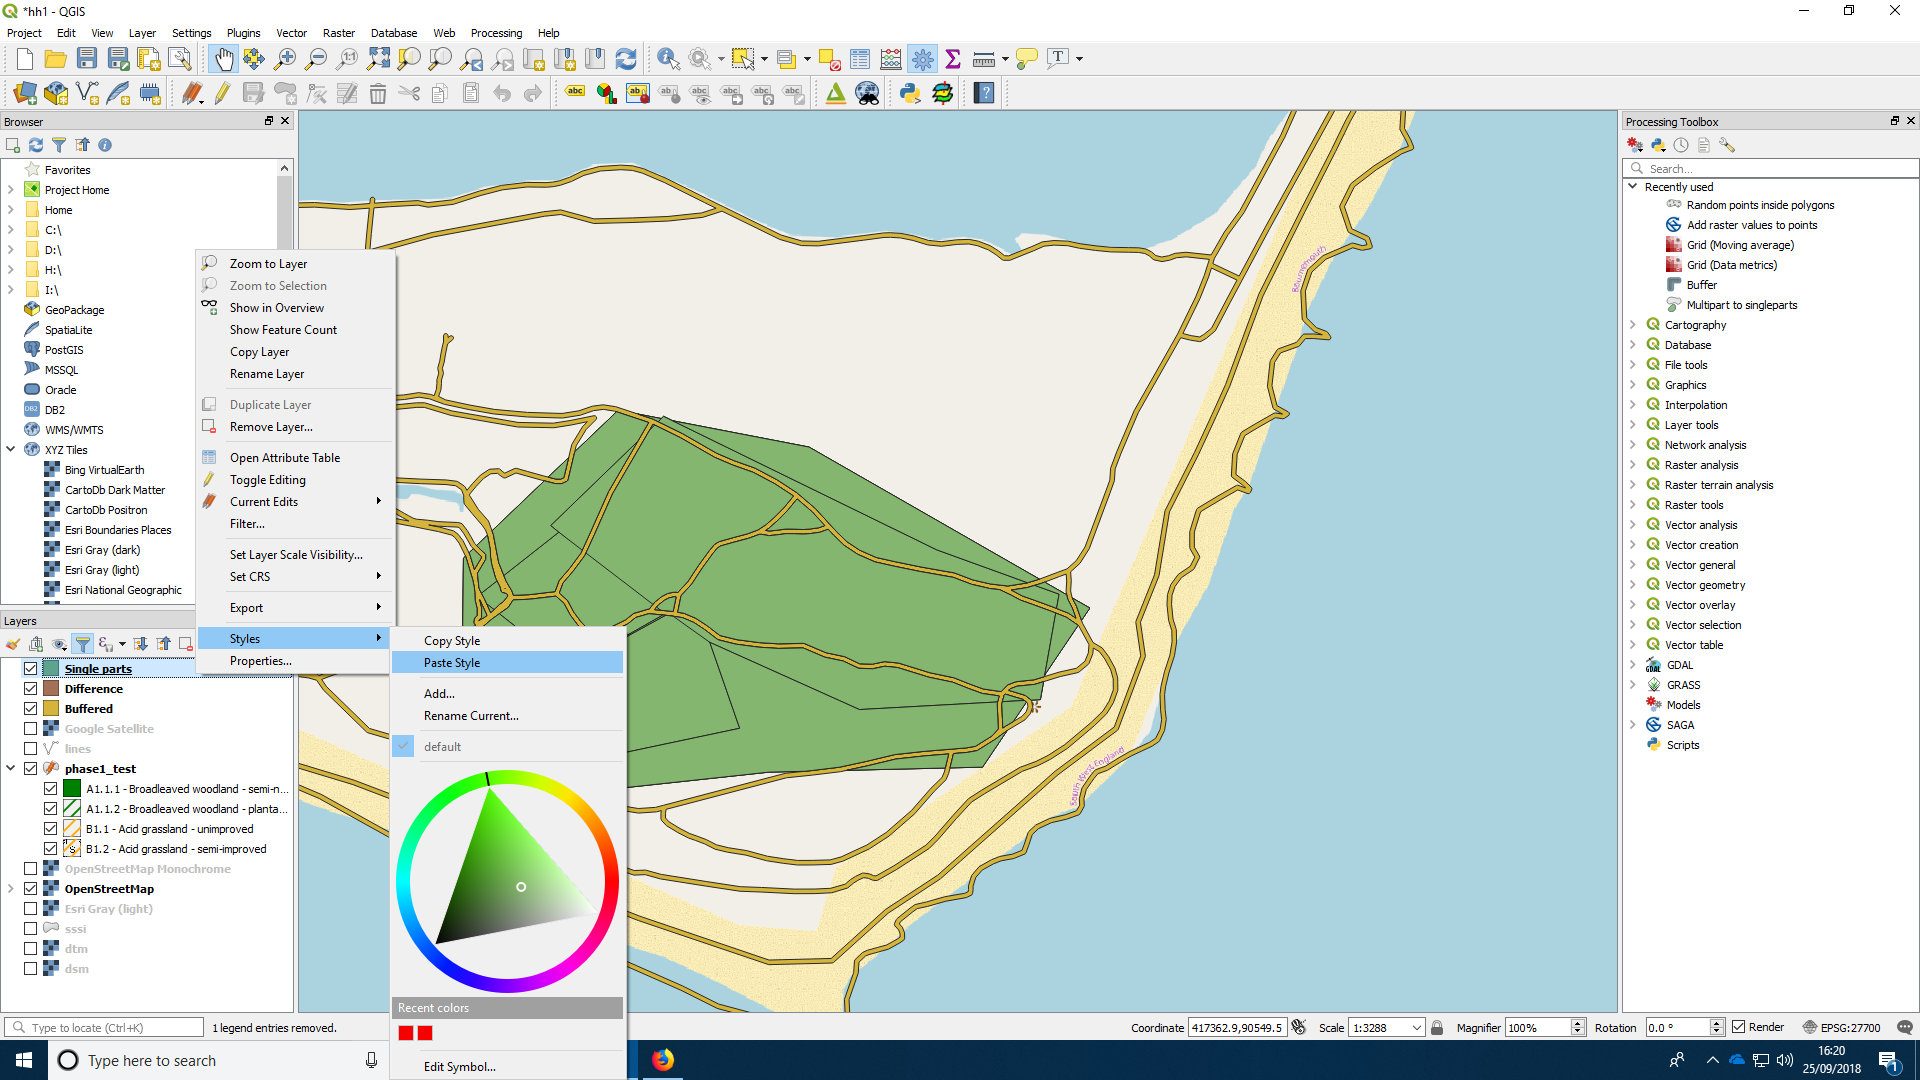 *hh1 - QGIS
Project Edit View Layer Settings Plugins Vector Raster Database Web Processing Help
Browser
Favorites
Project Home
Home
C:\
D:\
H:\
I:\
GeoPackage
SpatiaLite
PostGIS
MSSQL
Oracle
DB2
WMS/WMTS
XYZ Tiles
Bing VirtualEarth
CartoDb Dark Matter
CartoDb Positron
Esri Boundaries Places
Esri Gray (dark)
Esri Gray (light)
Esri National Geographic
Layers
Single parts
Difference
Buffered
Google Satellite
lines
phase1_test
A1.1.1 - Broadleaved woodland - semi-n...
A1.1.2 - Broadleaved woodland - planta...
B1.1 - Acid grassland - unimproved
B1.2 - Acid grassland - semi-improved
OpenStreetMap Monochrome
OpenStreetMap
Esri Gray (light)
sssi
dtm
dsm
Zoom to Layer
Zoom to Selection
Show in Overview
Show Feature Count
Copy Layer
Rename Layer
Duplicate Layer
Remove Layer...
Open Attribute Table
Toggle Editing
Current Edits
Filter...
Set Layer Scale Visibility...
Set CRS
Export
Styles
Properties...
Copy Style
Paste Style
Add...
Rename Current...
default
Recent colors
Edit Symbol...
Bournemouth
South West England
Processing Toolbox
Search...
Recently used
Random points inside polygons
Add raster values to points
Grid (Moving average)
Grid (Data metrics)
Buffer
Multipart to singleparts
Cartography
Database
File tools
Graphics
Interpolation
Layer tools
Network analysis
Raster analysis
Raster terrain analysis
Raster tools
Vector analysis
Vector creation
Vector general
Vector geometry
Vector overlay
Vector selection
Vector table
GDAL
GRASS
Models
SAGA
Scripts
Type to locate (Ctrl+K) 1 legend entries removed. Coordinate 417362.9,90549.5 Scale 1:3288 Magnifier 100% Rotation 0.0 ° Render EPSG:27700
Type here to search
16:20
25/09/2018
1